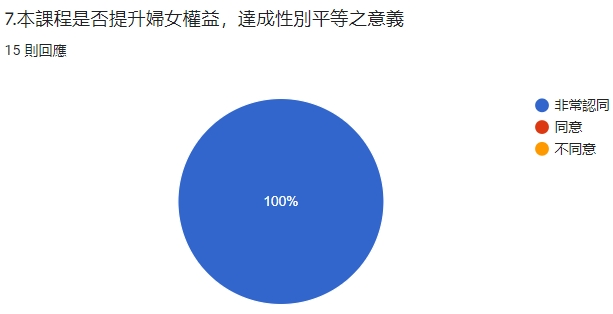 7.本課程是否提升婦女權益，達成性別平等之意義
15 則回應
非常認同
同意
不同意
100%